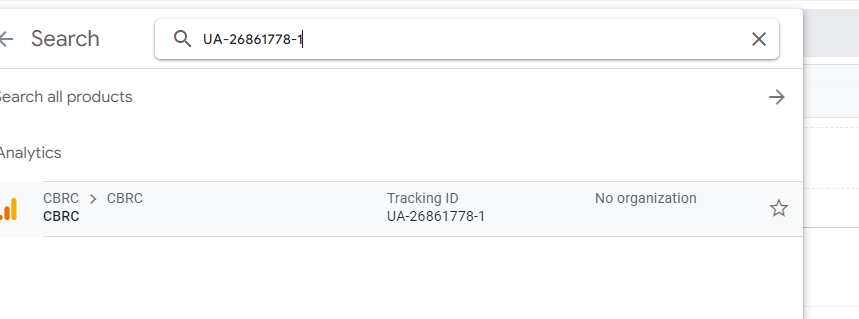 Search
UA-26861778-1
Search all products
Analytics
CBRC > CBRC
CBRC
Tracking ID
UA-26861778-1
No organization